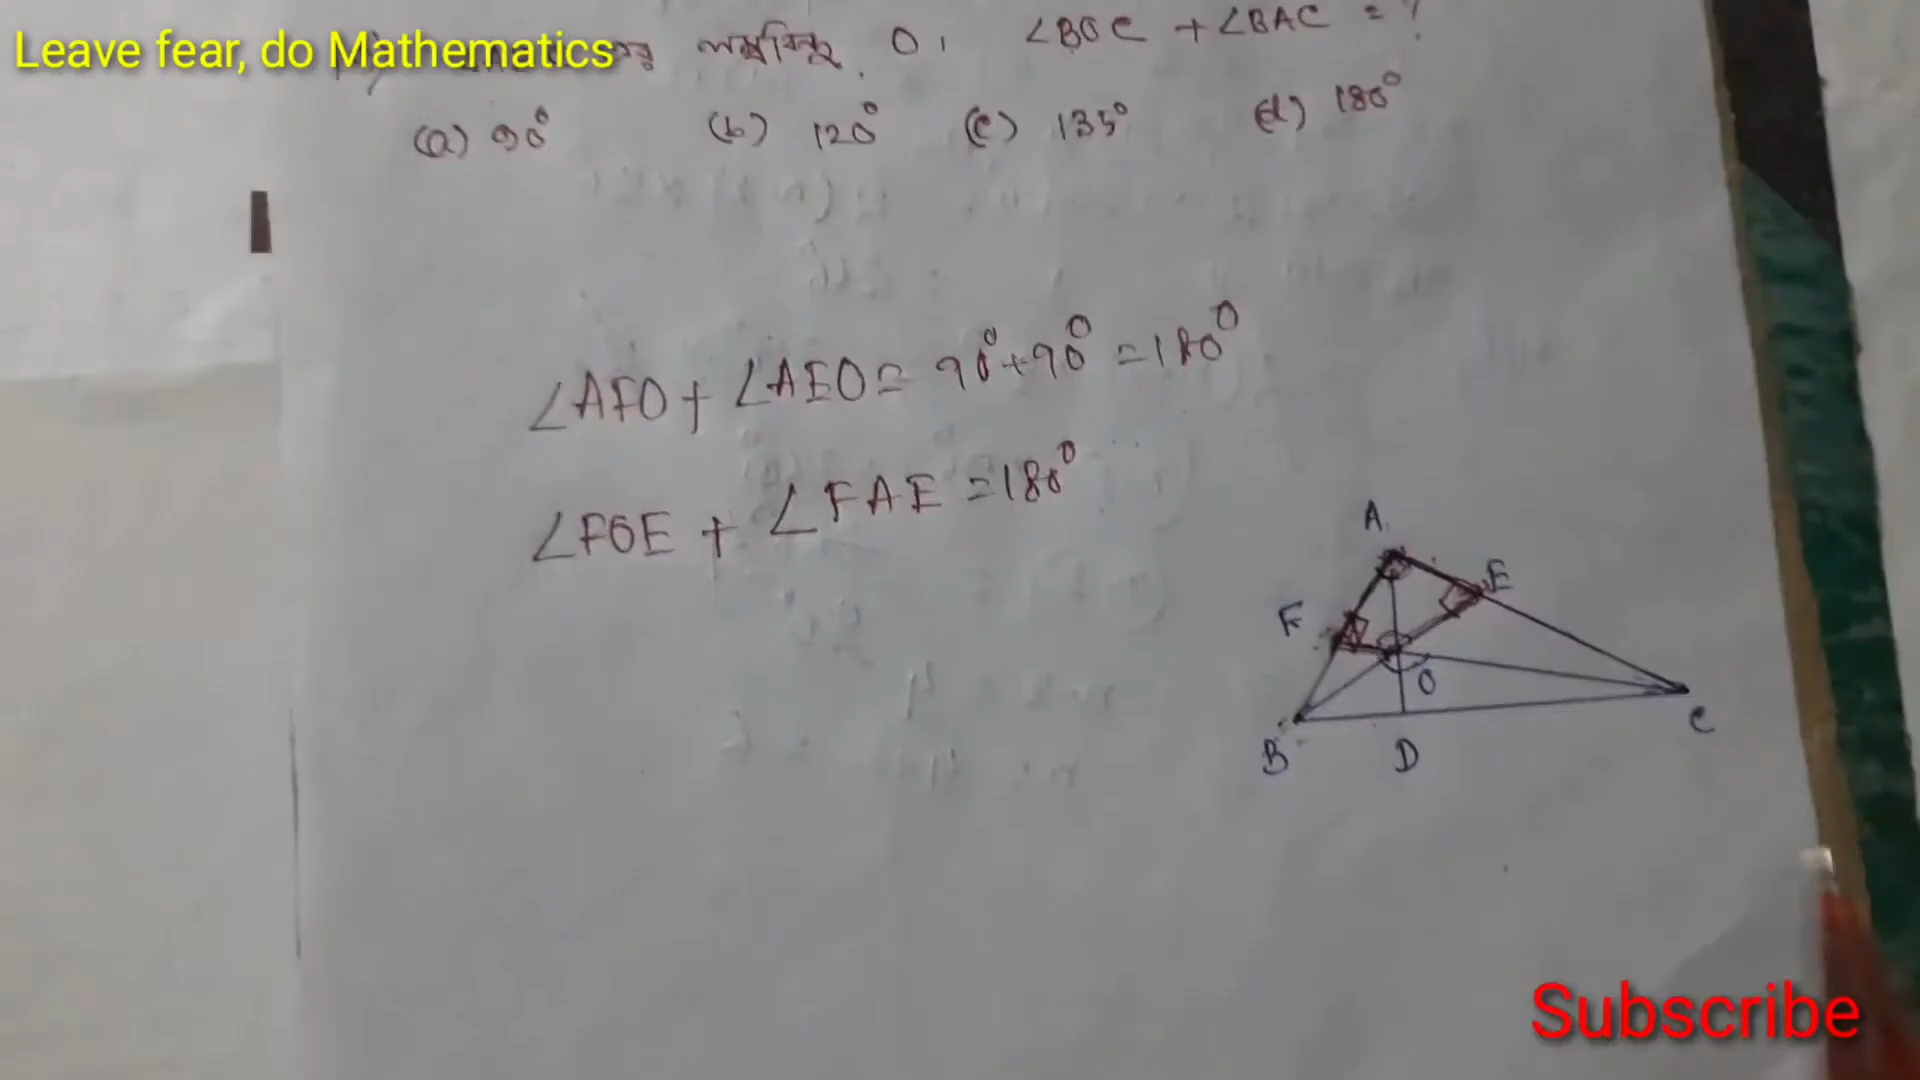 Leave fear, do Mathematics
লম্ববিন্দু O, ∠BOC + ∠BAC = ?
(a) 90° (b) 120° (c) 135° (d) 180°
∠AFO + ∠AEO = 90° + 90° = 180°
∠FOE + ∠FAE = 180°
A
E
F
O
B
D
C
Subscribe